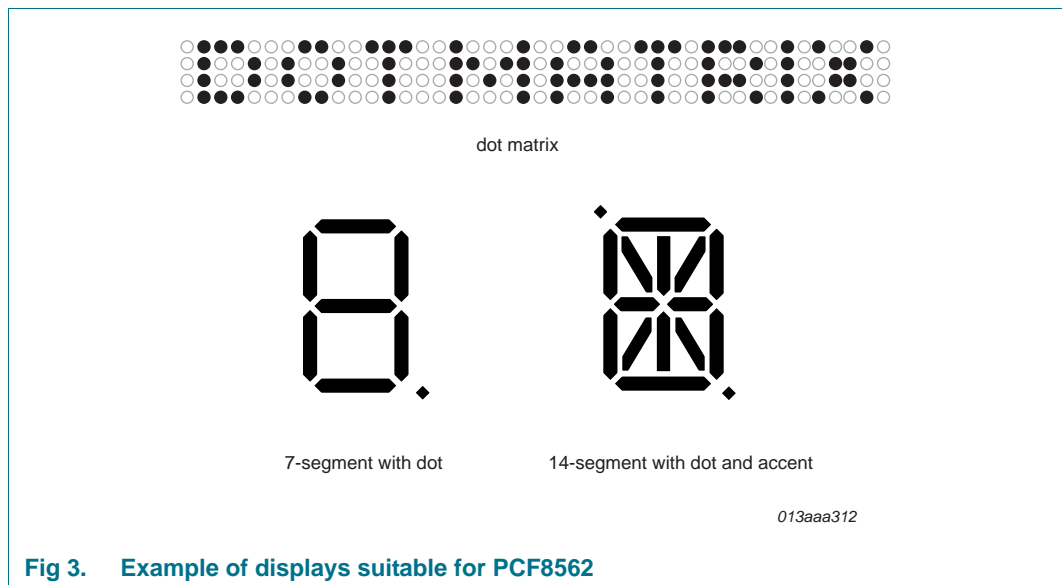 DOTMATRIX
dot matrix
7-segment with dot
14-segment with dot and accent
013aaa312
Fig 3. Example of displays suitable for PCF8562